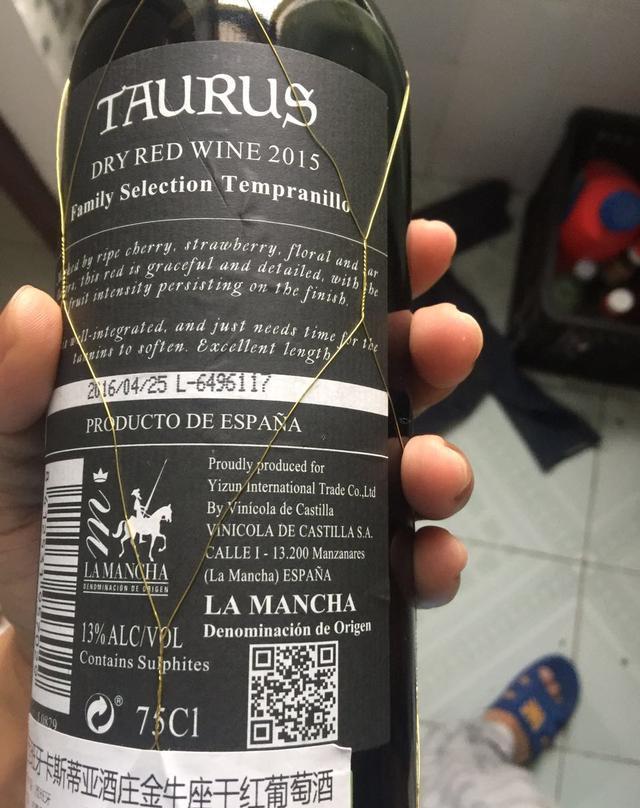 TAURUS
DRY RED WINE 2015
Family Selection Tempranillo
by ripe cherry, strawberry, floral and
this red is graceful and detailed, with the
fruit intensity persisting on the finish.
well-integrated, and just needs time for the
tannins to soften. Excellent length
2016/04/25 L-6496117
PRODUCTO DE ESPAÑA
Proudly produced for
Yizun International Trade Co.,Ltd
By Vinícola de Castilla
VINICOLA DE CASTILLA S.A.
CALLE I - 13.200 Manzanares
(La Mancha) ESPAÑA
LA MANCHA
Denominación de Origen
m
LA MANCHA
DENOMINACIÓN DE ORIGEN
13% ALC/VOL
Contains Sulphites
® 75Cl
牙卡斯蒂亚酒庄金牛座干红葡萄酒